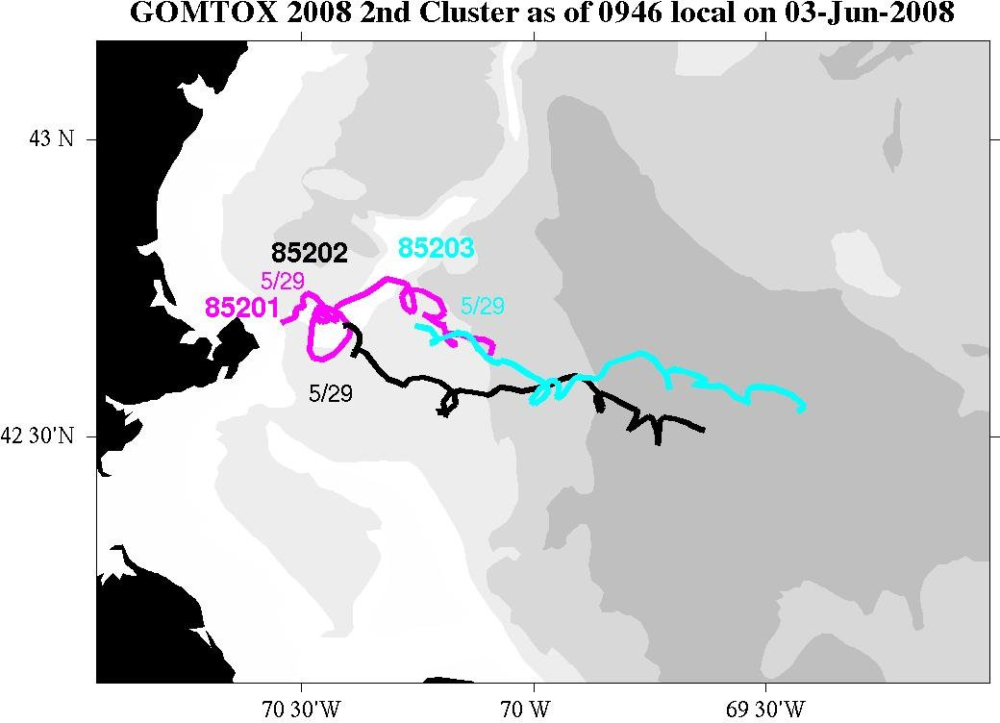 GOMTOX 2008 2nd Cluster as of 0946 local on 03-Jun-2008
43 N
85202
85203
5/29
85201
5/29
5/29
42 30'N
70 30'W
70 W
69 30'W